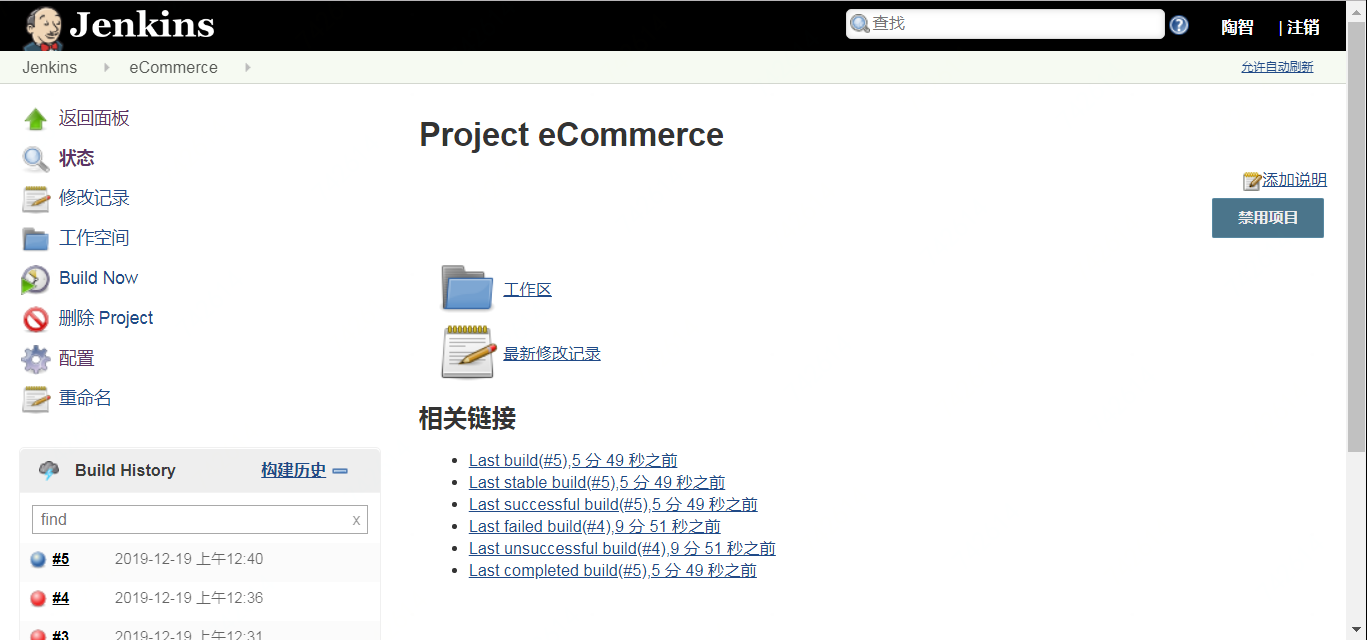 Jenkins
查找
陶智 | 注销
Jenkins eCommerce
允许自动刷新
返回面板
状态
修改记录
工作空间
Build Now
删除 Project
配置
重命名
Build History 构建历史
find x
#5 2019-12-19 上午12:40
#4 2019-12-19 上午12:36
#3 2019-12-19 上午12:31
Project eCommerce
添加说明
禁用项目
工作区
最新修改记录
相关链接
Last build(#5),5 分 49 秒之前
Last stable build(#5),5 分 49 秒之前
Last successful build(#5),5 分 49 秒之前
Last failed build(#4),9 分 51 秒之前
Last unsuccessful build(#4),9 分 51 秒之前
Last completed build(#5),5 分 49 秒之前